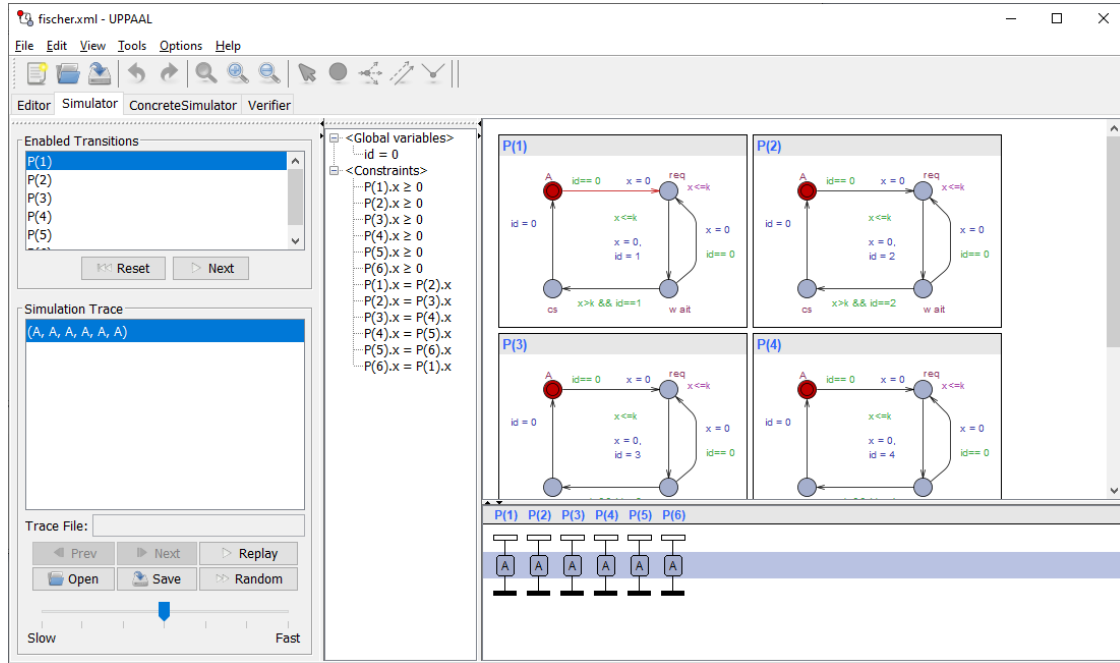 fischer.xml - UPPAAL
File Edit View Tools Options Help
Editor Simulator ConcreteSimulator Verifier
Enabled Transitions
P(1)
P(2)
P(3)
P(4)
P(5)
Reset Next
Simulation Trace
(A, A, A, A, A, A)
Trace File:
Prev Next Replay
Open Save Random
Slow Fast
<Global variables>
id = 0
<Constraints>
P(1).x ≥ 0
P(2).x ≥ 0
P(3).x ≥ 0
P(4).x ≥ 0
P(5).x ≥ 0
P(6).x ≥ 0
P(1).x = P(2).x
P(2).x = P(3).x
P(3).x = P(4).x
P(4).x = P(5).x
P(5).x = P(6).x
P(6).x = P(1).x
P(1)
A id== 0 x = 0 req
x<=k
id = 0 x<=k x = 0
x = 0,
id = 1 id== 0
cs x>k && id==1 w ait
P(2)
A id== 0 x = 0 req
x<=k
id = 0 x<=k x = 0
x = 0,
id = 2 id== 0
cs x>k && id==2 w ait
P(3)
A id== 0 x = 0 req
x<=k
id = 0 x<=k x = 0
x = 0,
id = 3 id== 0
P(4)
A id== 0 x = 0 req
x<=k
id = 0 x<=k x = 0
x = 0,
id = 4 id== 0
P(1) P(2) P(3) P(4) P(5) P(6)
A A A A A A